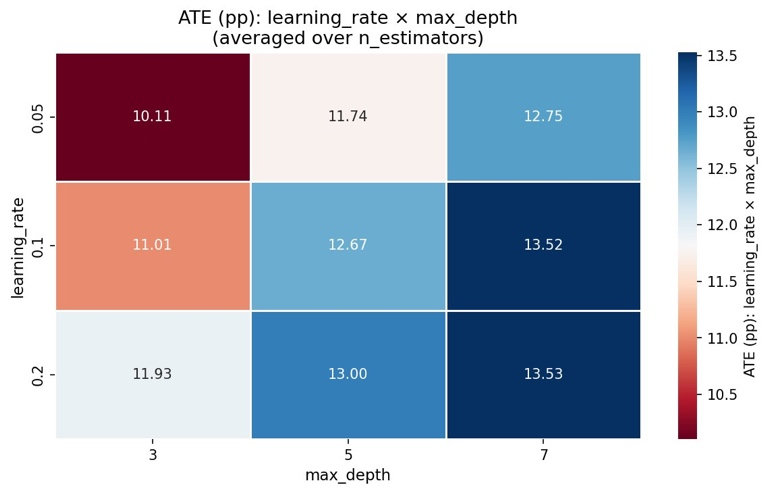 ATE (pp): learning_rate × max_depth
(averaged over n_estimators)
learning_rate
0.05
10.11 11.74 12.75
0.1
11.01 12.67 13.52
0.2
11.93 13.00 13.53
3 5 7
max_depth
13.5
13.0
12.5
12.0
11.5
11.0
10.5
ATE (pp): learning_rate × max_depth